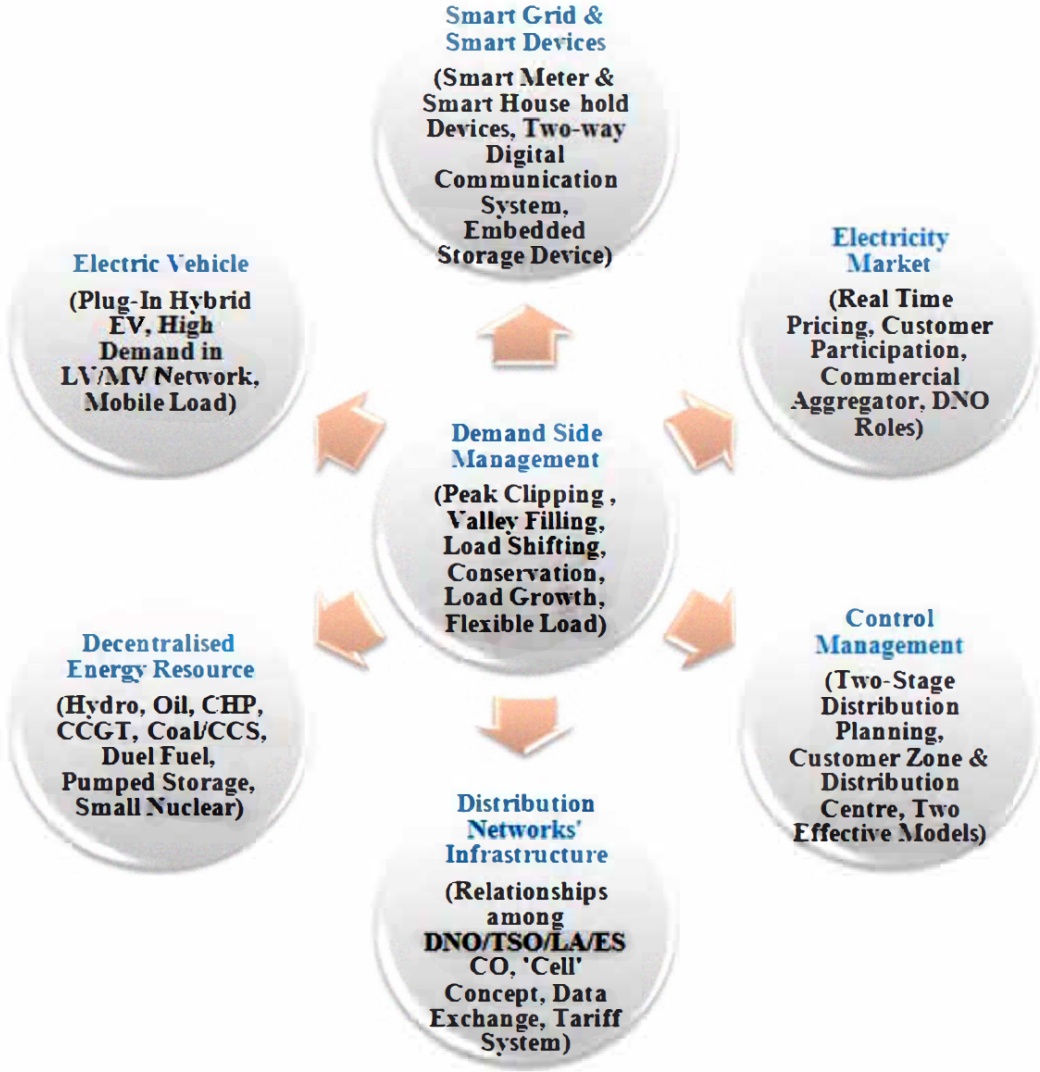 Smart Grid &
Smart Devices
(Smart Meter &
Smart House hold
Devices, Two-way
Digital
Communication
System,
Embedded
Storage Device)
Electric Vehicle
(Plug-In Hybrid
EV, High
Demand in
LV/MV Network,
Mobile Load)
Electricity
Market
(Real Time
Pricing, Customer
Participation,
Commercial
Aggregator, DNO
Roles)
Demand Side
Management
(Peak Clipping ,
Valley Filling,
Load Shifting,
Conservation,
Load Growth,
Flexible Load)
Decentralised
Energy Resource
(Hydro, Oil, CHP,
CCGT, Coal/CCS,
Duel Fuel,
Pumped Storage,
Small Nuclear)
Control
Management
(Two-Stage
Distribution
Planning,
Customer Zone &
Distribution
Centre, Two
Effective Models)
Distribution
Networks'
Infrastructure
(Relationships
among
DNO/TSO/LA/ES
CO, 'Cell'
Concept, Data
Exchange, Tariff
System)